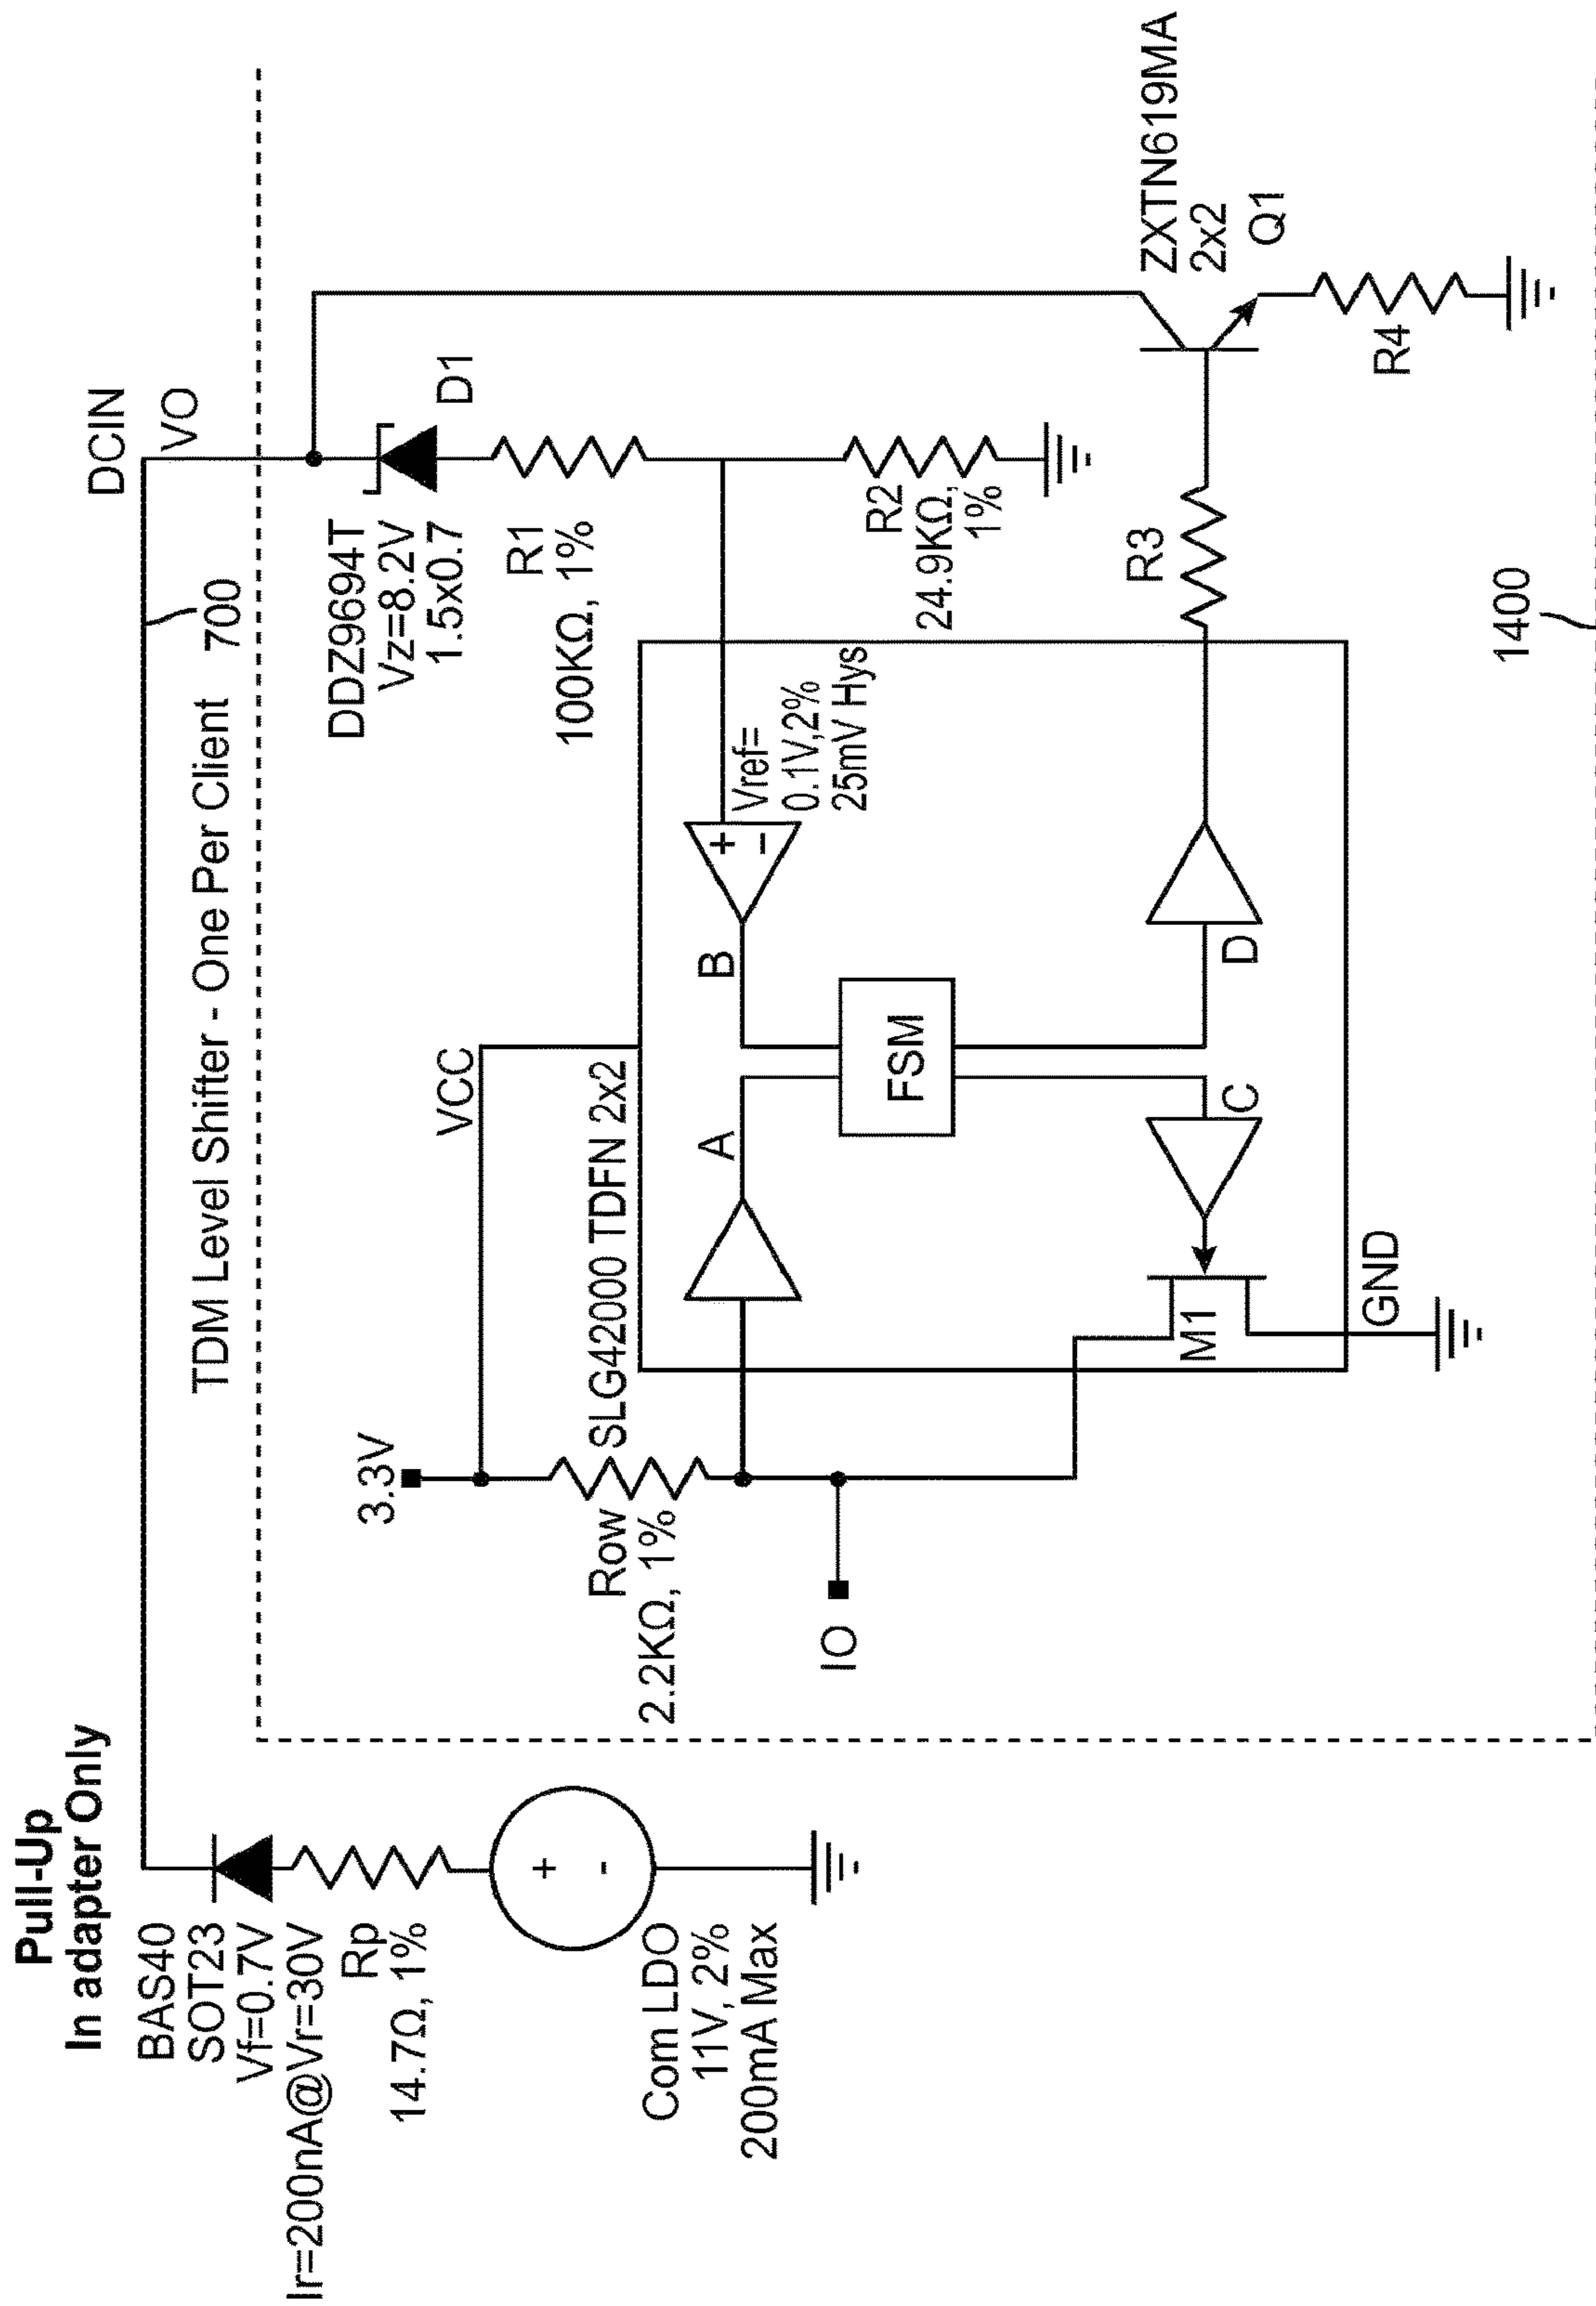 Pull-Up
In adapter Only
BAS40
SOT23
Vf=0.7V
Ir=200nA@Vr=30V
Rp
14.7Ω, 1%
+
-
Com LDO
11V, 2%
200mA Max
DCIN
VO
700
TDM Level Shifter - One Per Client
DDZ9694T
Vz=8.2V
1.5x0.7
D1
R1
100KΩ, 1%
R2
24.9KΩ,
1%
3.3V
VCC
Row
2.2KΩ, 1%
SLG42000 TDFN 2x2
IO
A
B
+
-
Vref=
0.1V,2%
25mV Hys
FSM
C
D
M1
GND
R3
ZXTN619MA
2x2
Q1
R4
1400